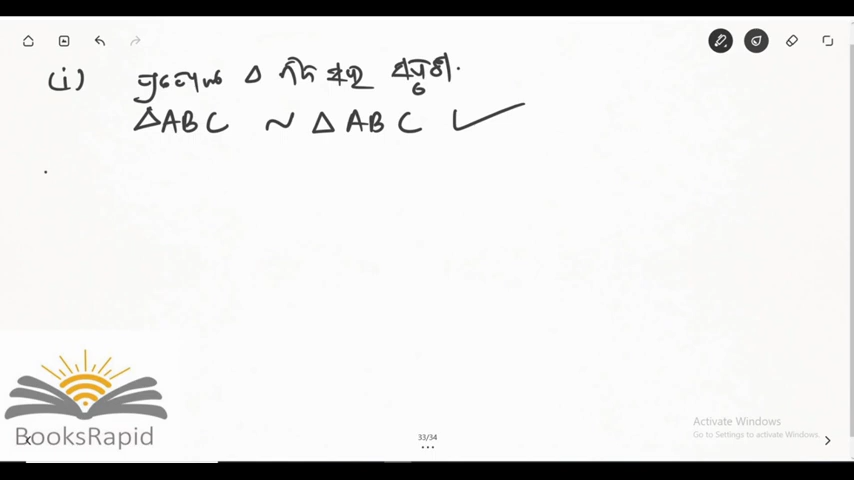 (i) ପ୍ରତ୍ୟେକ Δ ନିଜ ସହ ସଦୃଶ।
ΔABC ~ ΔABC ✓
BooksRapid
33/34
Activate Windows
Go to Settings to activate Windows.